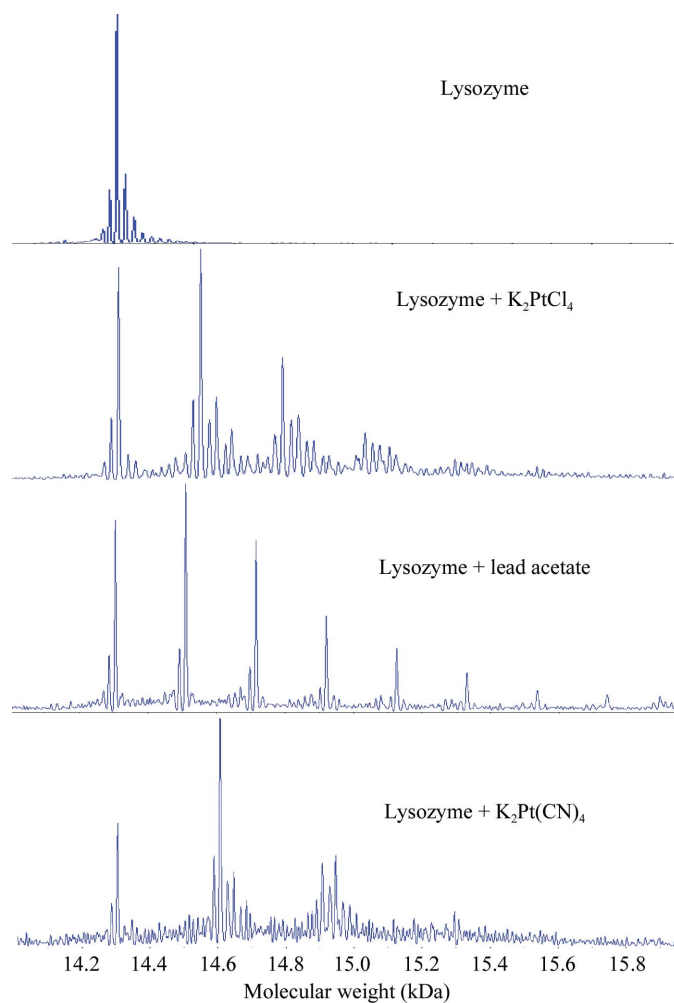 Lysozyme
Lysozyme + K₂PtCl₄
Lysozyme + lead acetate
Lysozyme + K₂Pt(CN)₄
14.2 14.4 14.6 14.8 15.0 15.2 15.4 15.6 15.8
Molecular weight (kDa)